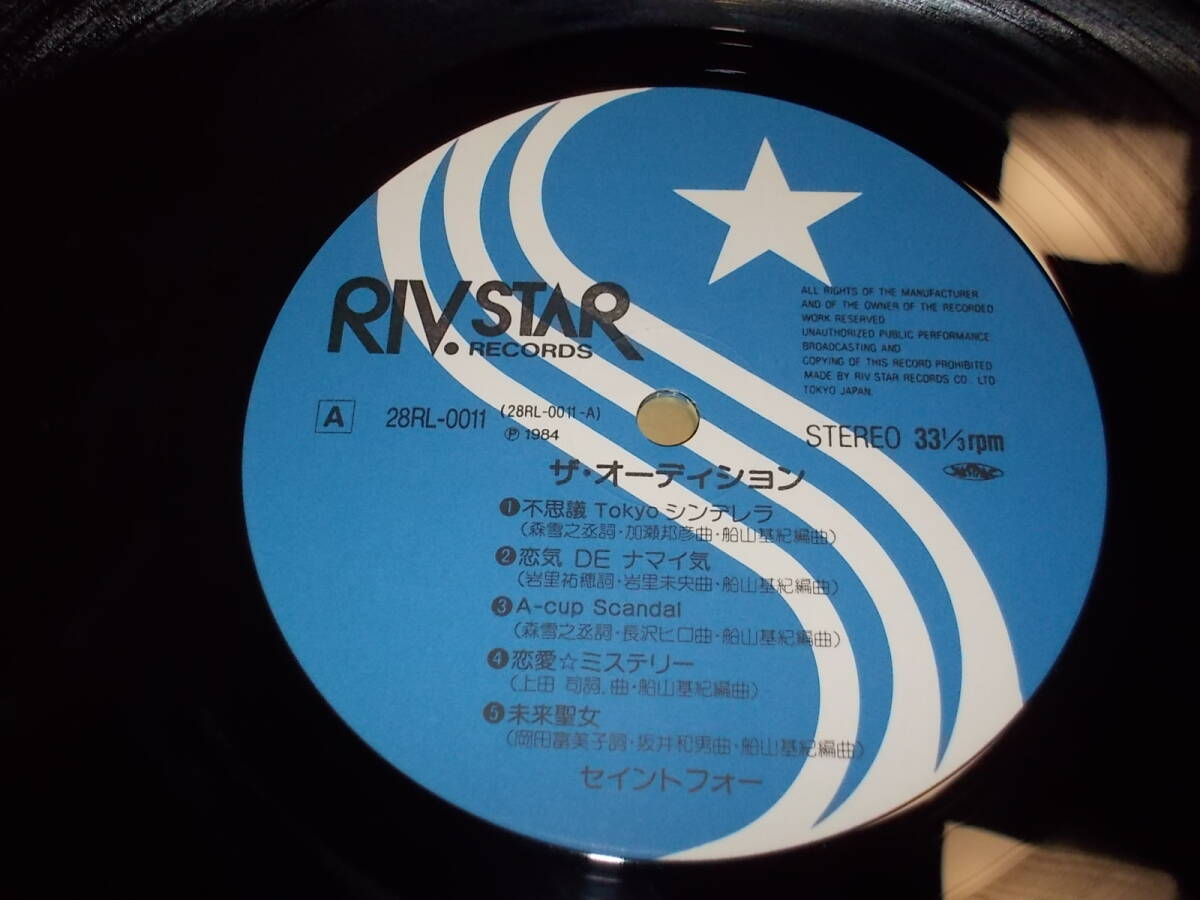 RIV. STAR
RECORDS
ALL RIGHTS OF THE MANUFACTURER
AND OF THE OWNER OF THE RECORDED
WORK RESERVED
UNAUTHORIZED PUBLIC PERFORMANCE
BROADCASTING AND
COPYING OF THIS RECORD PROHIBITED
MADE BY RIV STAR RECORDS CO. LTD
TOKYO JAPAN.
A 28RL-0011 (28RL-0011-A)
Ⓟ 1984
STEREO 33⅓rpm
ザ・オーディション
❶不思議 Tokyo シンデレラ
(森雪之丞詞・加瀬邦彦曲・船山基紀編曲)
❷恋気 DE ナマイ気
(岩里祐穂詞・岩里未央曲・船山基紀編曲)
❸A-cup Scandal
(森雪之丞詞・長沢ヒロ曲・船山基紀編曲)
❹恋愛☆ミステリー
(上田 司詞.曲・船山基紀編曲)
❺未来聖女
(岡田冨美子詞・坂井和男曲・船山基紀編曲)
セイントフォー